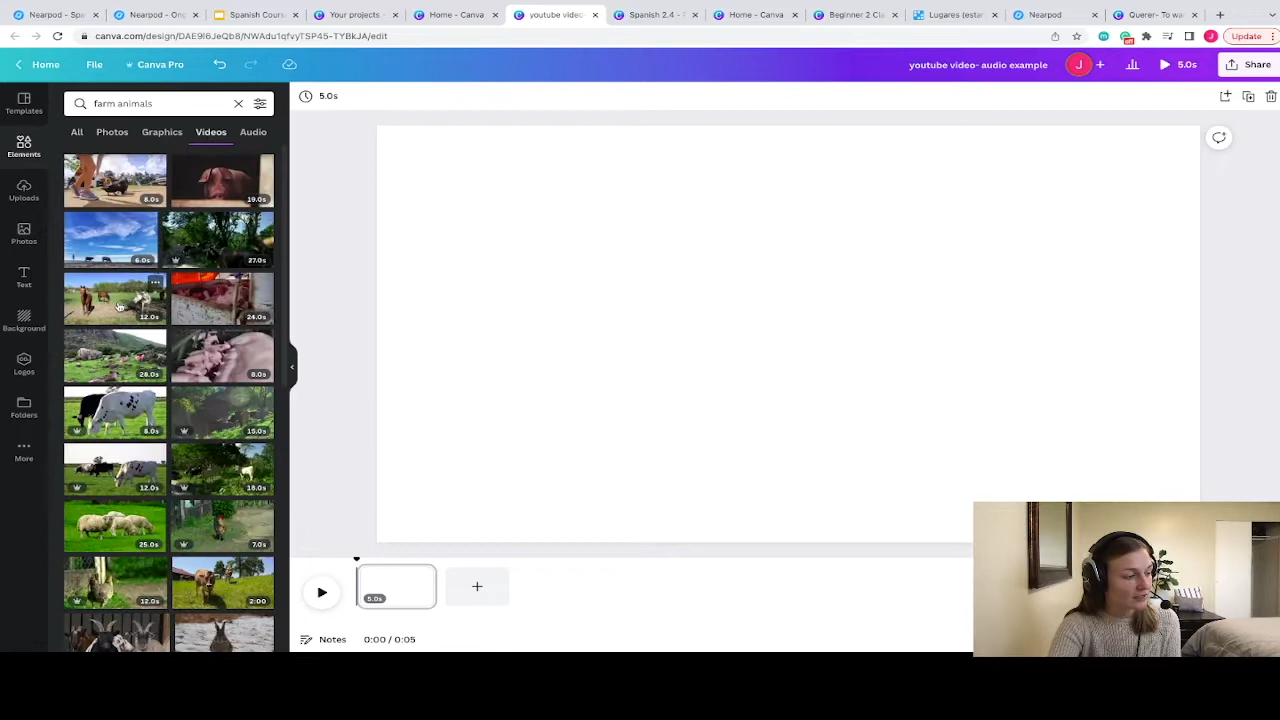 Nearpod - Spa
Nearpod - Ong
Spanish Cours
Your projects -
Home - Canva
youtube video-
Spanish 2.4 - P
Home - Canva
Beginner 2 Cla
Lugares (estar
Nearpod
Querer- To wa
canva.com/design/DAE9I6JeQb8/NWAdu1qfvyTSP45-TYBkJA/edit
off
J
Update
Home
File
Canva Pro
youtube video- audio example
J
5.0s
Share
Templates
Elements
Uploads
Photos
Text
Background
Logos
Folders
More
farm animals
All
Photos
Graphics
Videos
Audio
8.0s
19.0s
6.0s
27.0s
12.0s
24.0s
28.0s
8.0s
8.0s
15.0s
12.0s
18.0s
25.0s
7.0s
12.0s
2:00
5.0s
5.0s
Notes
0:00 / 0:05